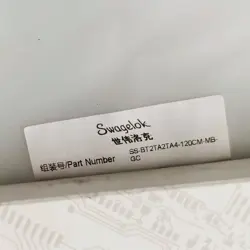 Swagelok
世伟洛克
组装号/Part Number SS-BT2TA2TA4-120CM-MB-
GC